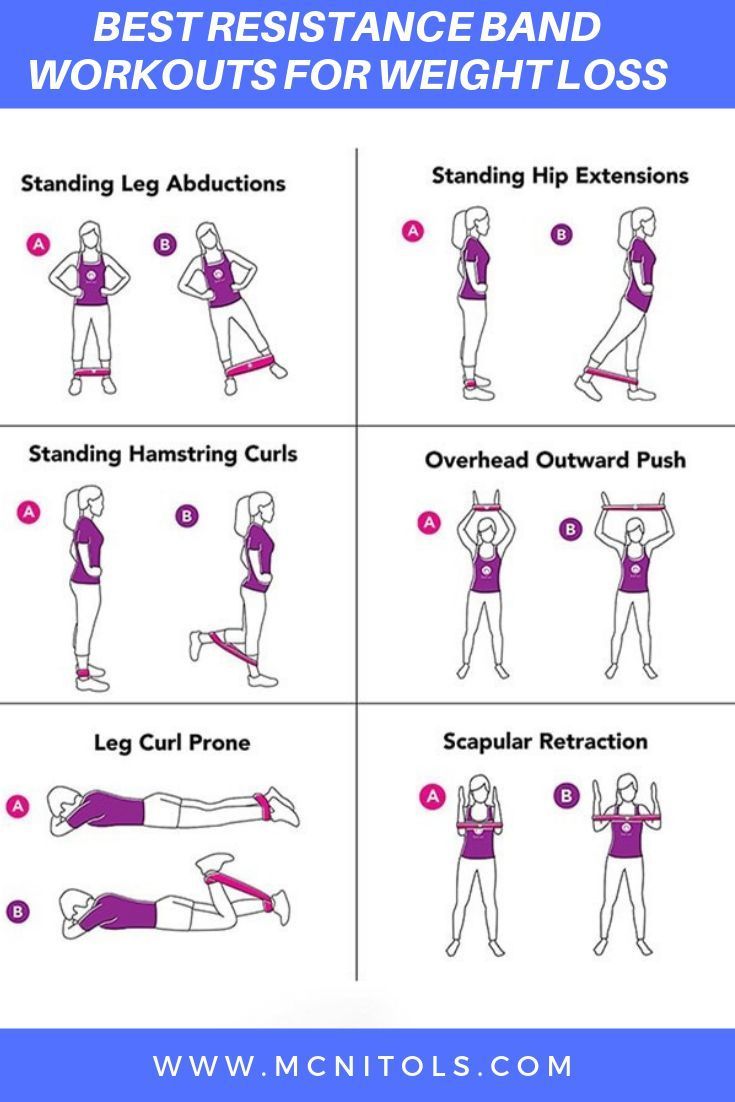 BEST RESISTANCE BAND
WORKOUTS FOR WEIGHT LOSS
Standing Leg Abductions
A
B
Standing Hip Extensions
A
B
Standing Hamstring Curls
A
B
Overhead Outward Push
A
B
Leg Curl Prone
A
B
Scapular Retraction
A
B
WWW.MCNITOLS.COM